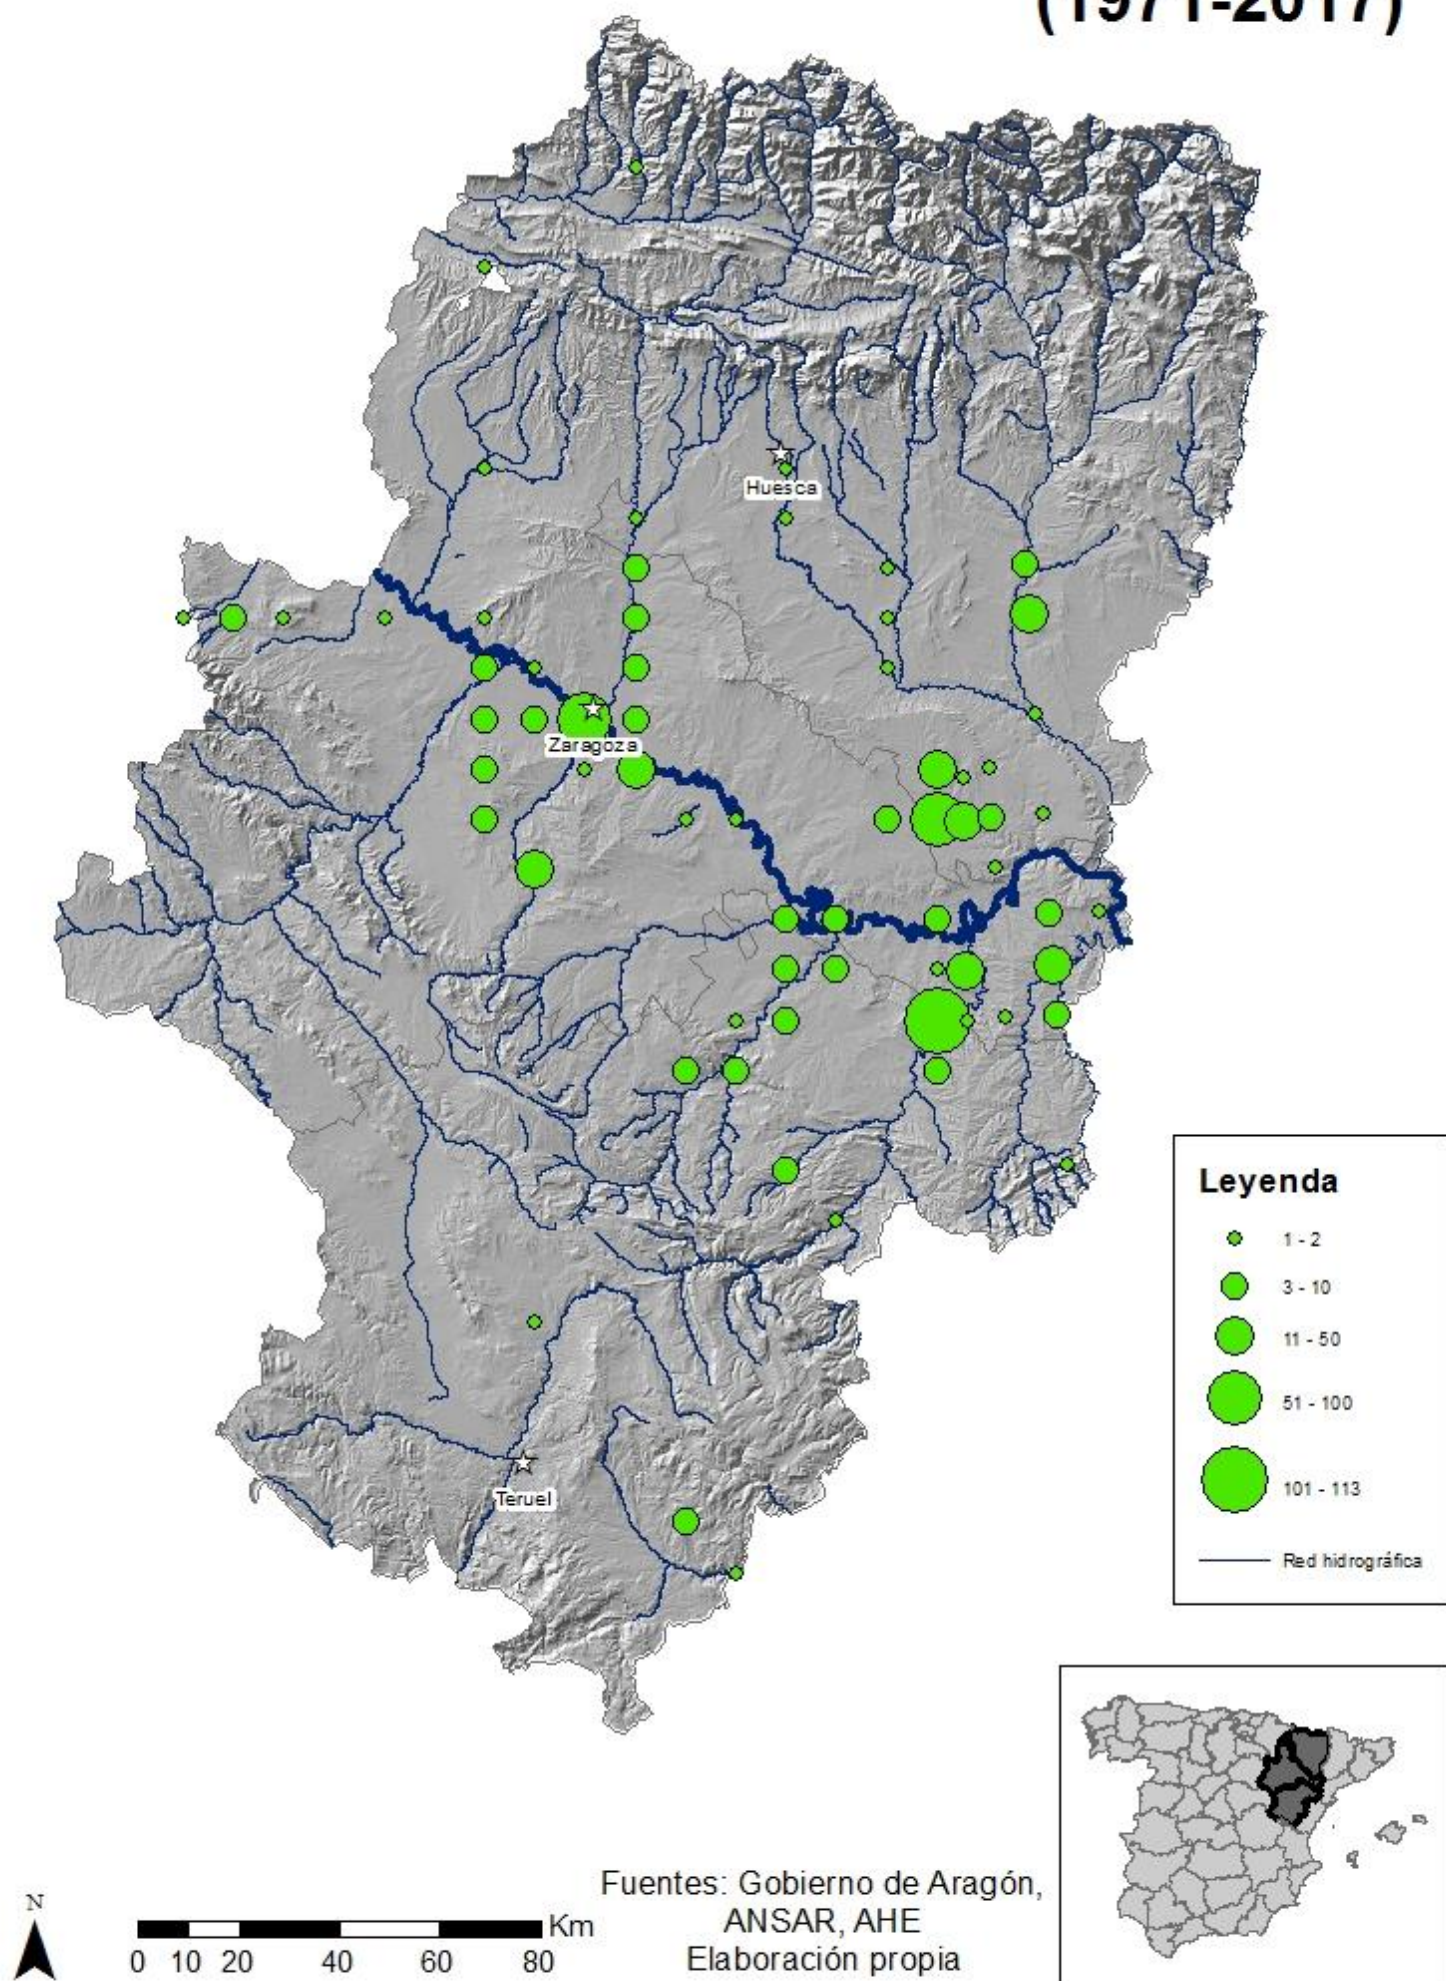 (1971-2017)
Huesca
Zaragoza
Teruel
Leyenda
1 - 2
3 - 10
11 - 50
51 - 100
101 - 113
Red hidrográfica
N
Km
0 10 20 40 60 80
Fuentes: Gobierno de Aragón,
ANSAR, AHE
Elaboración propia